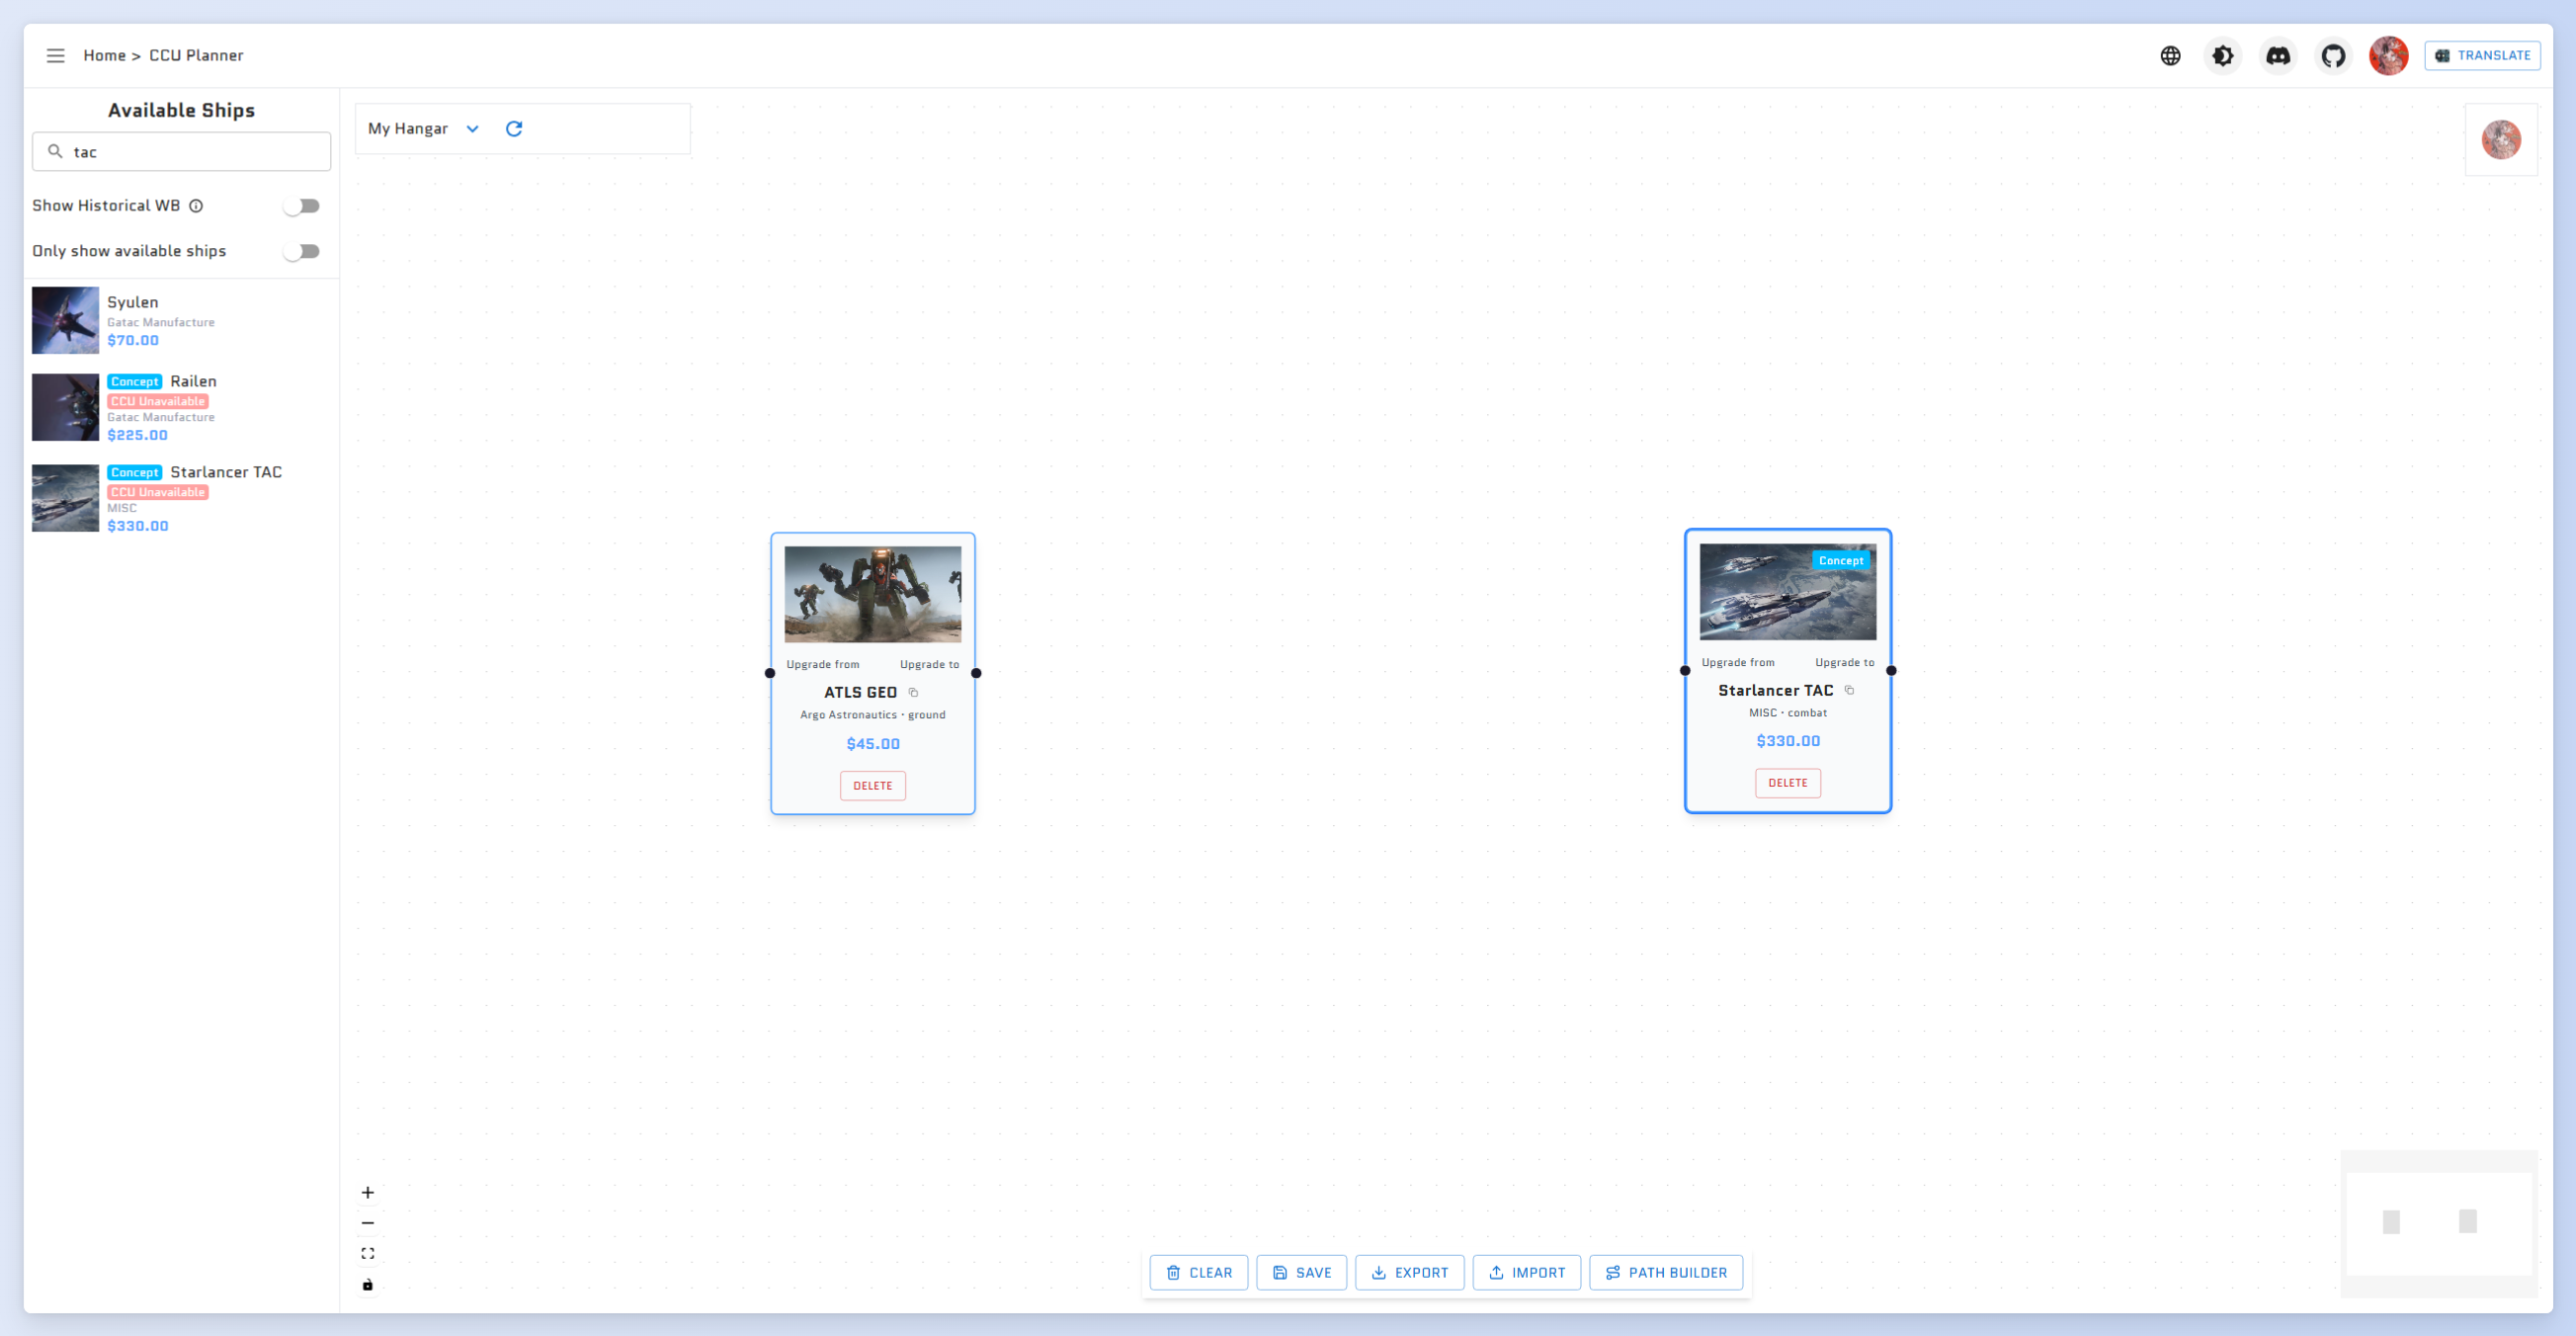 Home > CCU Planner
TRANSLATE
Available Ships
tac
Show Historical WB
Only show available ships
Syulen
Gatac Manufacture
$70.00
Concept Railen
CCU Unavailable
Gatac Manufacture
$225.00
Concept Starlancer TAC
CCU Unavailable
MISC
$330.00
My Hangar
Upgrade from Upgrade to
ATLS GEO
Argo Astronautics • ground
$45.00
DELETE
Concept
Upgrade from Upgrade to
Starlancer TAC
MISC • combat
$330.00
DELETE
CLEAR SAVE EXPORT IMPORT PATH BUILDER